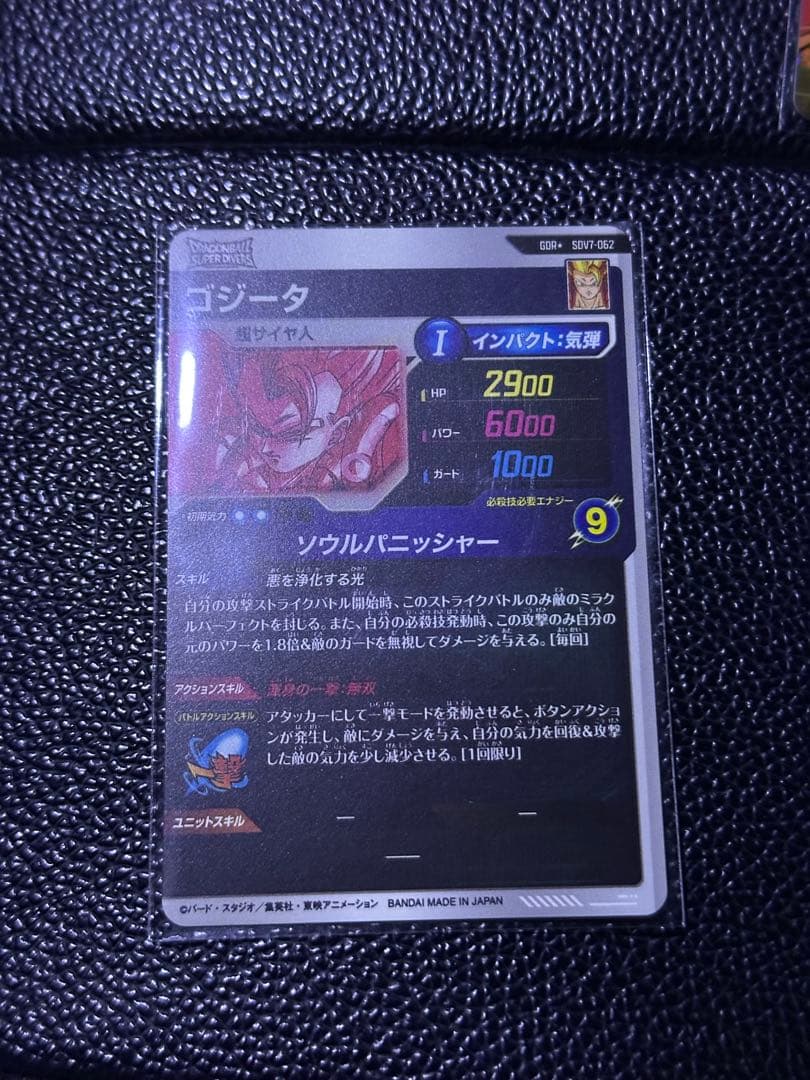 DRAGONBALL
SUPER DIVERS
GDR★ SDV7-062
ゴジータ
超サイヤ人
I インパクト:気弾
HP 2900
パワー 6000
ガード 1000
必殺技必要エナジー
9
初期気力
ソウルパニッシャー
スキル 悪を浄化する光
自分の攻撃ストライクバトル開始時、このストライクバトルのみ敵のミラク
ルパーフェクトを封じる。また、自分の必殺技発動時、この攻撃のみ自分の
元のパワーを1.8倍&敵のガードを無視してダメージを与える。[毎回]
アクションスキル 渾身の一撃:無双
バトルアクションスキル
アタッカーにして一撃モードを発動させると、ボタンアクショ
ンが発生し、敵にダメージを与え、自分の気力を回復&攻撃
した敵の気力を少し減少させる。[1回限り]
一撃
ユニットスキル
©バード・スタジオ/集英社・東映アニメーション BANDAI MADE IN JAPAN